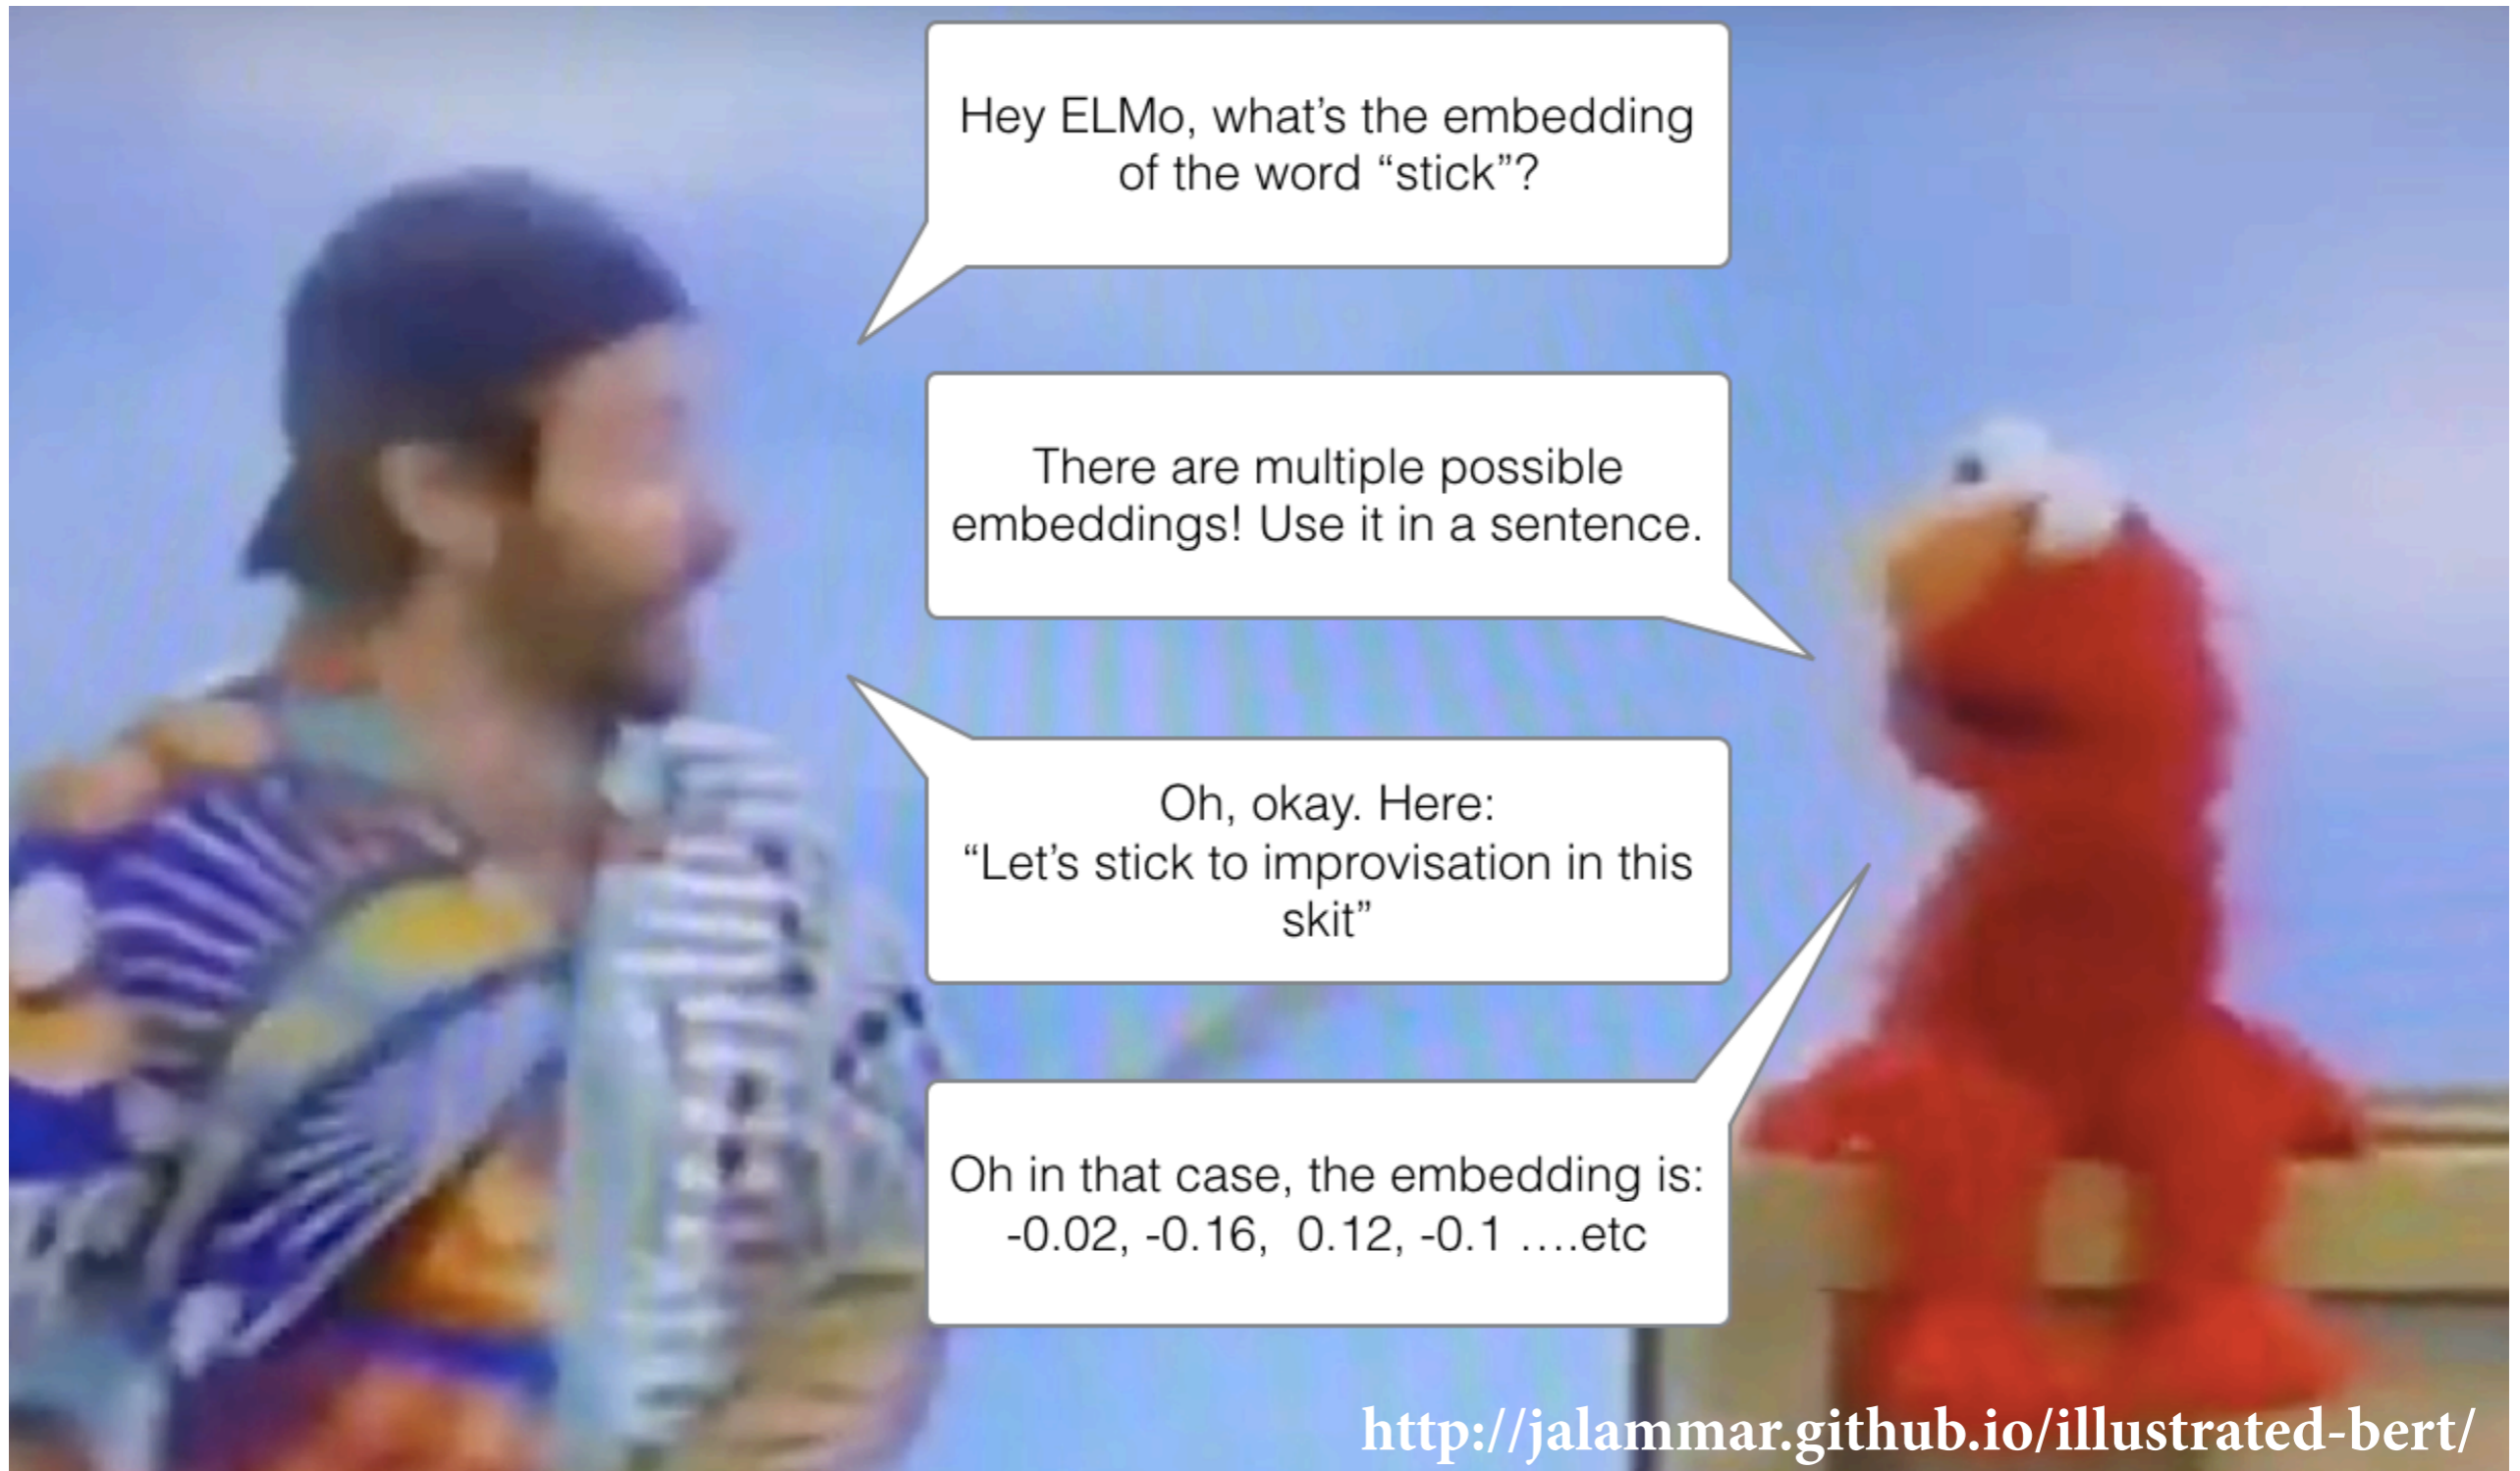 Hey ELMo, what’s the embedding
of the word “stick”?
There are multiple possible
embeddings! Use it in a sentence.
Oh, okay. Here:
“Let’s stick to improvisation in this
skit”
Oh in that case, the embedding is:
-0.02, -0.16,  0.12, -0.1 ….etc
http://jalammar.github.io/illustrated-bert/